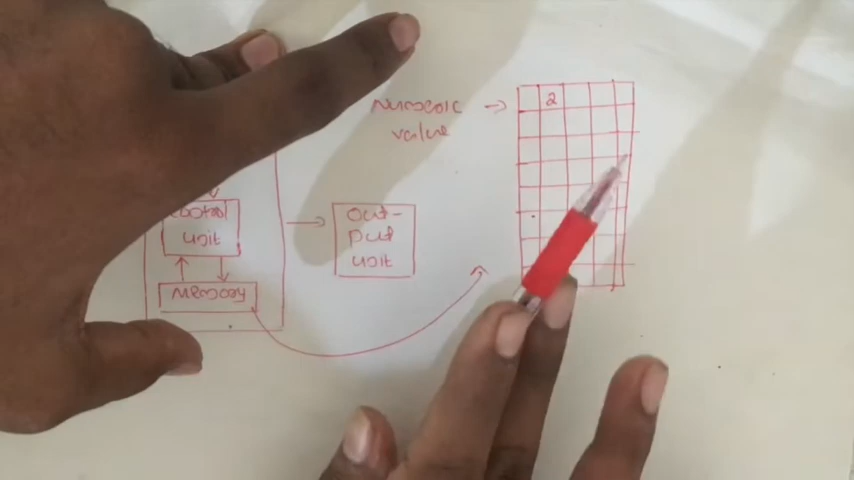 Numeric
value
2
control
unit
out-
put
unit
memory